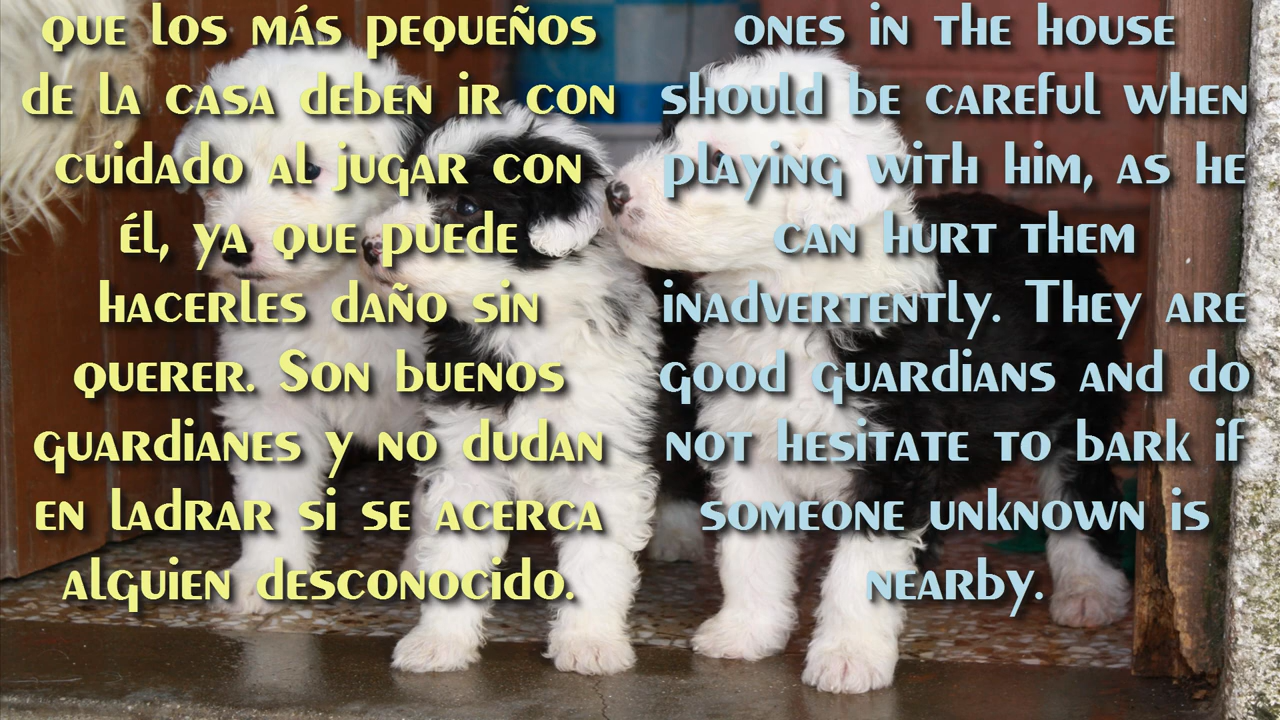 que los más pequeños
de la casa deben ir con
cuidado al jugar con
él, ya que puede
hacerles daño sin
querer. Son buenos
guardianes y no dudan
en ladrar si se acerca
alguien desconocido.
ones in the house
should be careful when
playing with him, as he
can hurt them
inadvertently. They are
good guardians and do
not hesitate to bark if
someone unknown is
nearby.